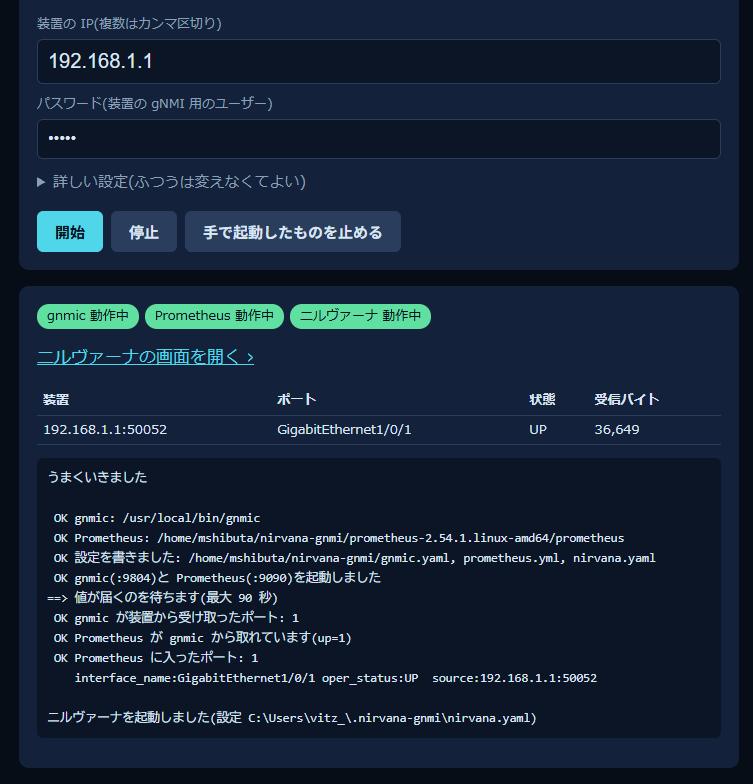 装置の IP(複数はカンマ区切り)
192.168.1.1
パスワード(装置の gNMI 用のユーザー)
•••••
▶ 詳しい設定(ふつうは変えなくてよい)
開始 停止 手で起動したものを止める
gnmic 動作中 Prometheus 動作中 ニルヴァーナ 動作中
ニルヴァーナの画面を開く ›
装置 ポート 状態 受信バイト
192.168.1.1:50052 GigabitEthernet1/0/1 UP 36,649
うまくいきました
OK gnmic: /usr/local/bin/gnmic
OK Prometheus: /home/mshibuta/nirvana-gnmi/prometheus-2.54.1.linux-amd64/prometheus
OK 設定を書きました: /home/mshibuta/nirvana-gnmi/gnmic.yaml, prometheus.yml, nirvana.yaml
OK gnmic(:9804)と Prometheus(:9090)を起動しました
==> 値が届くのを待ちます(最大 90 秒)
OK gnmic が装置から受け取ったポート: 1
OK Prometheus が gnmic から取れています(up=1)
OK Prometheus に入ったポート: 1
interface_name:GigabitEthernet1/0/1 oper_status:UP source:192.168.1.1:50052
ニルヴァーナを起動しました(設定 C:\Users\vitz_\.nirvana-gnmi\nirvana.yaml)